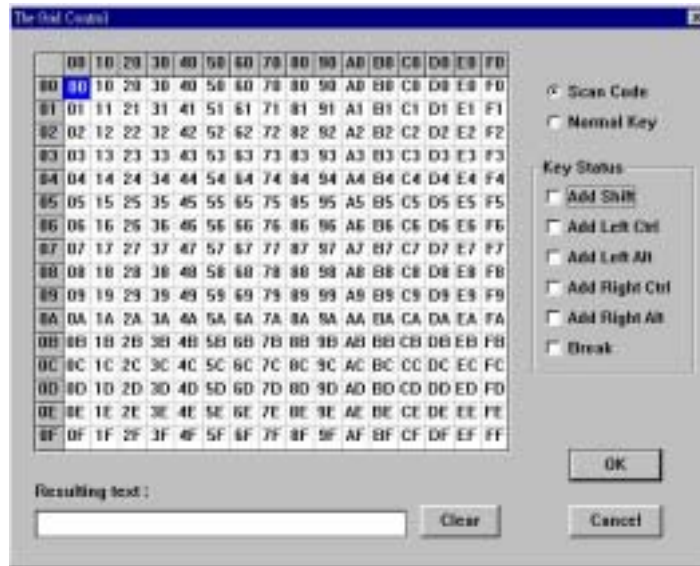 The Grid Control
00 10 20 30 40 50 60 70 80 90 A0 B0 C0 D0 E0 F0
00 00 10 20 30 40 50 60 70 80 90 A0 B0 C0 D0 E0 F0
01 01 11 21 31 41 51 61 71 81 91 A1 B1 C1 D1 E1 F1
02 02 12 22 32 42 52 62 72 82 92 A2 B2 C2 D2 E2 F2
03 03 13 23 33 43 53 63 73 83 93 A3 B3 C3 D3 E3 F3
04 04 14 24 34 44 54 64 74 84 94 A4 B4 C4 D4 E4 F4
05 05 15 25 35 45 55 65 75 85 95 A5 B5 C5 D5 E5 F5
06 06 16 26 36 46 56 66 76 86 96 A6 B6 C6 D6 E6 F6
07 07 17 27 37 47 57 67 77 87 97 A7 B7 C7 D7 E7 F7
08 08 18 28 38 48 58 68 78 88 98 A8 B8 C8 D8 E8 F8
09 09 19 29 39 49 59 69 79 89 99 A9 B9 C9 D9 E9 F9
0A 0A 1A 2A 3A 4A 5A 6A 7A 8A 9A AA BA CA DA EA FA
0B 0B 1B 2B 3B 4B 5B 6B 7B 8B 9B AB BB CB DB EB FB
0C 0C 1C 2C 3C 4C 5C 6C 7C 8C 9C AC BC CC DC EC FC
0D 0D 1D 2D 3D 4D 5D 6D 7D 8D 9D AD BD CD DD ED FD
0E 0E 1E 2E 3E 4E 5E 6E 7E 8E 9E AE BE CE DE EE FE
0F 0F 1F 2F 3F 4F 5F 6F 7F 8F 9F AF BF CF DF EF FF
Scan Code
Normal Key
Key Status
Add Shift
Add Left Ctrl
Add Left Alt
Add Right Ctrl
Add Right Alt
Break
Resulting text :
Clear
OK
Cancel